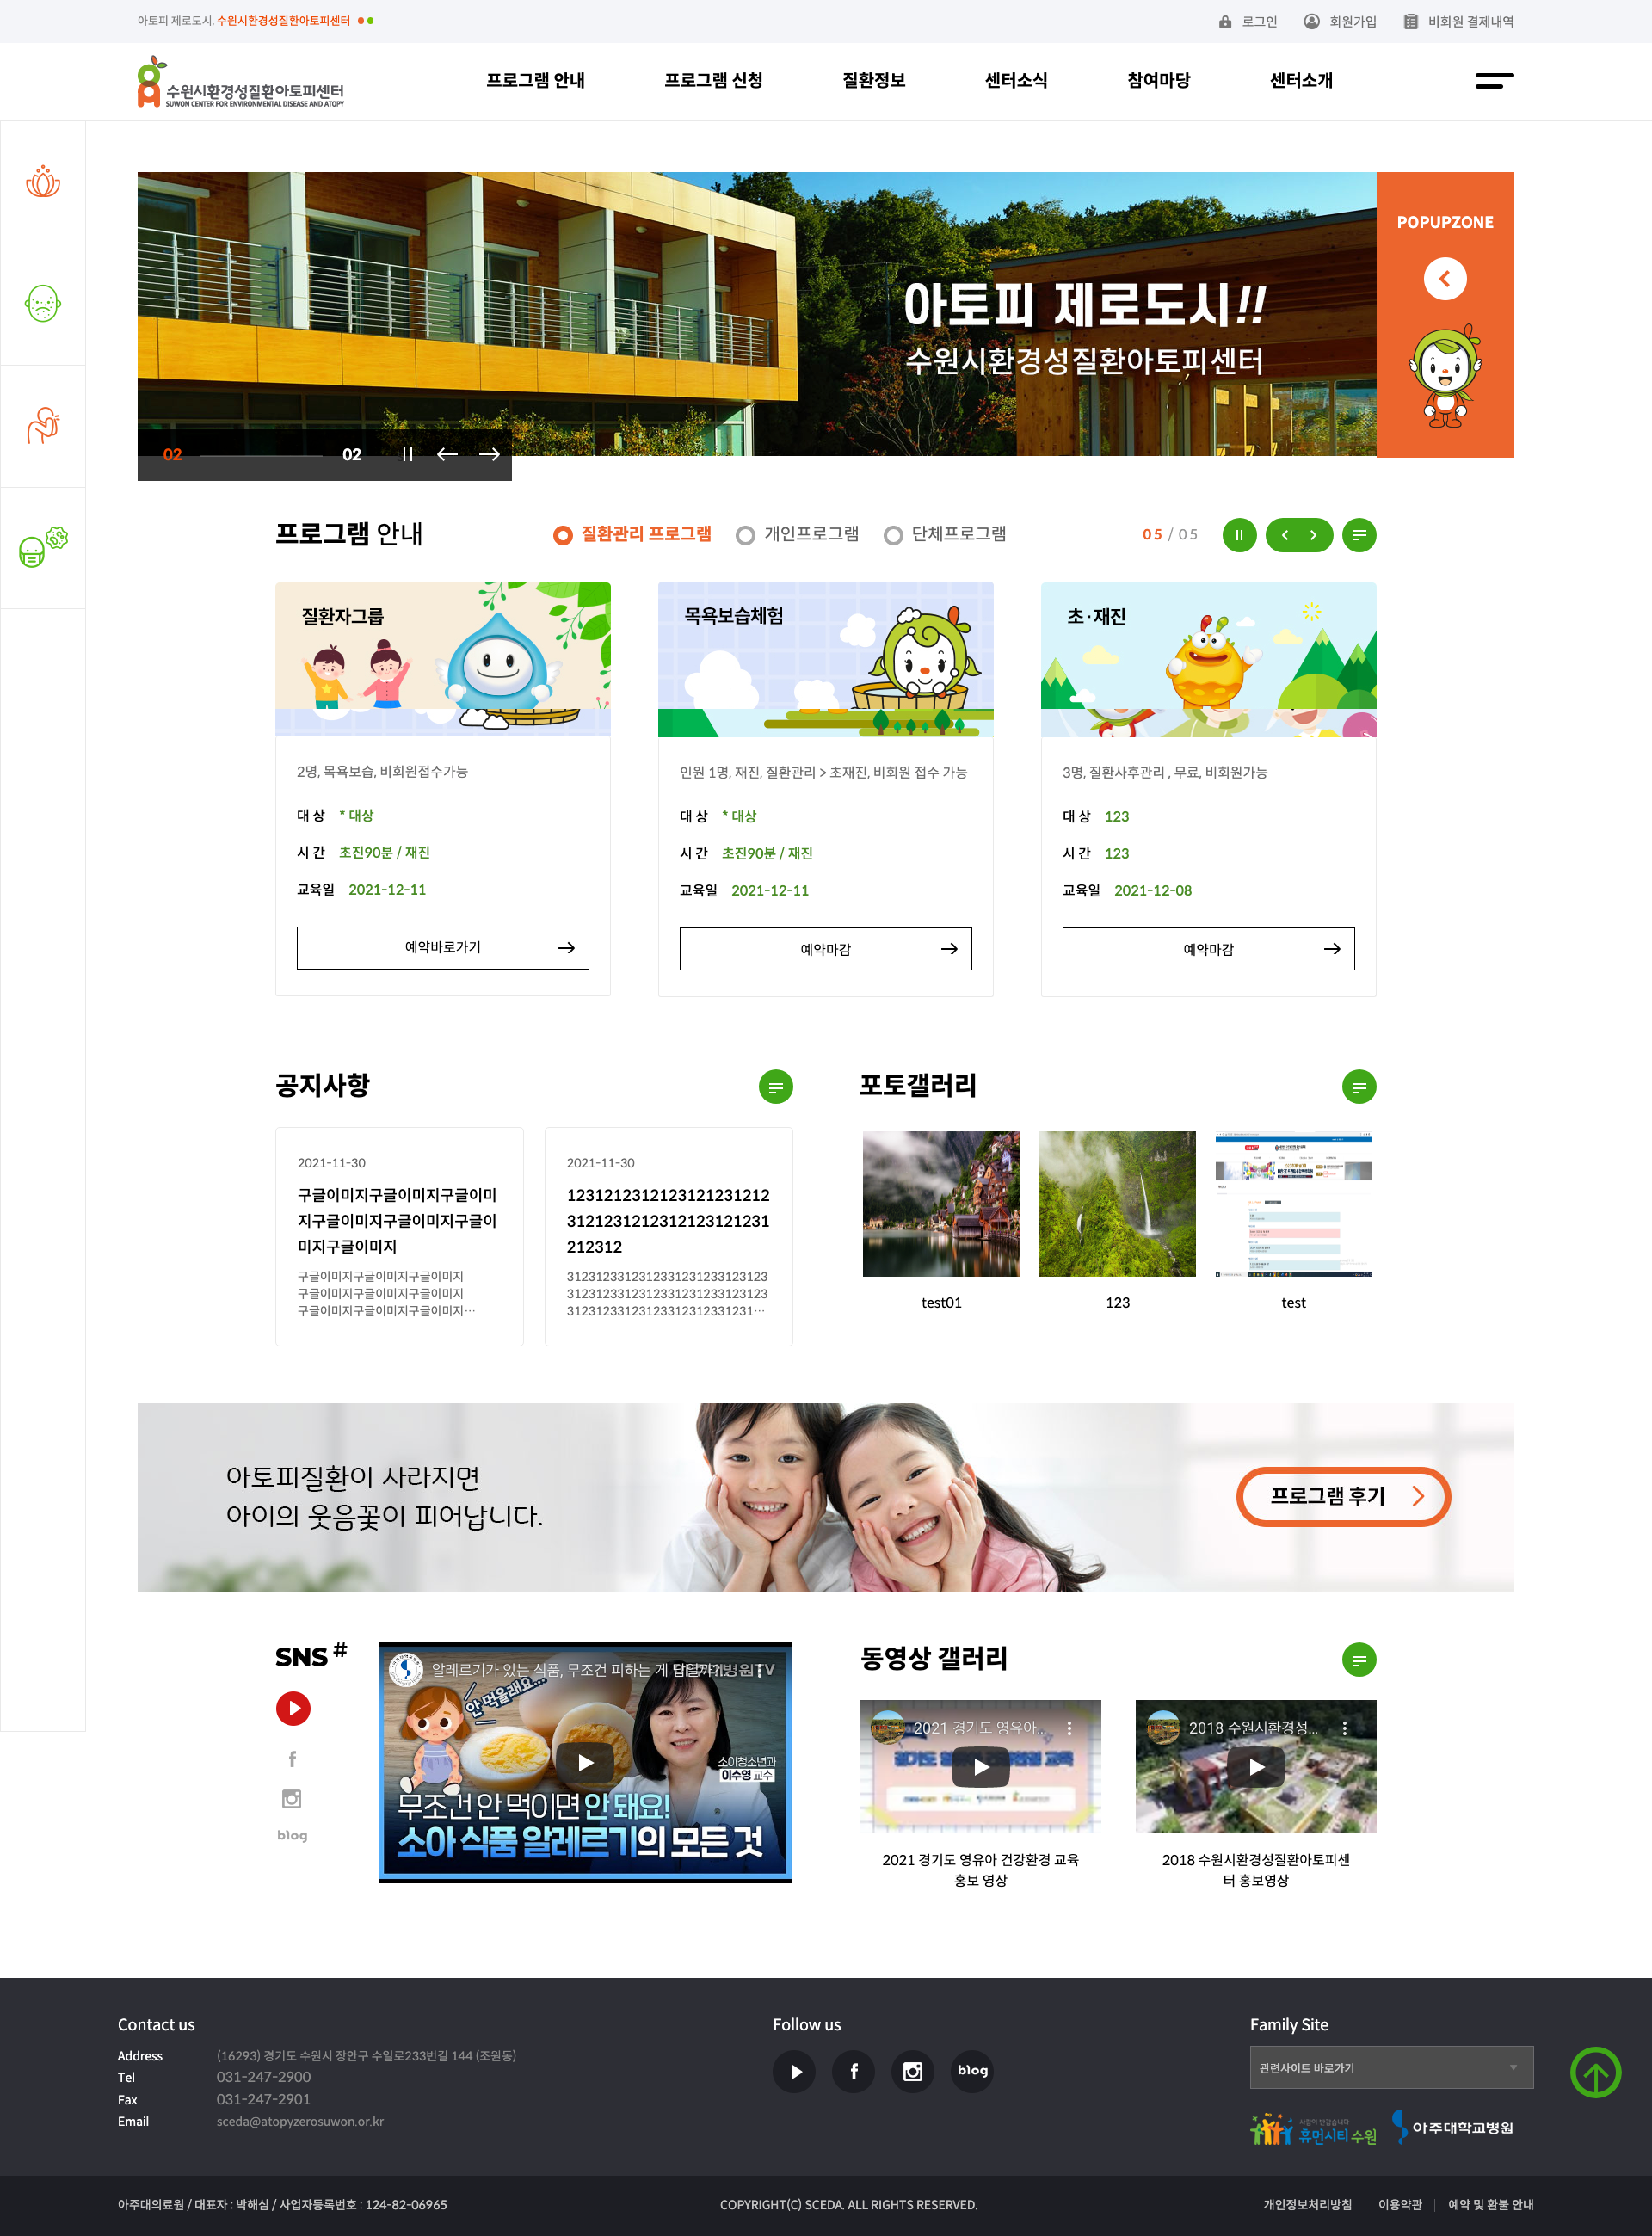 아토피 제로도시, 수원시환경성질환아토피센터
로그인
회원가입
비회원 결제내역
수원시환경성질환아토피센터
SUWON CENTER FOR ENVIRONMENTAL DISEASE AND ATOPY
프로그램 안내
프로그램 신청
질환정보
센터소식
참여마당
센터소개
아토피 제로도시!!
수원시환경성질환아토피센터
POPUPZONE
02
02
프로그램 안내
질환관리 프로그램
개인프로그램
단체프로그램
05 / 05
질환자그룹
2명, 목욕보습, 비회원접수가능
대 상 * 대상
시 간 초진90분 / 재진
교육일 2021-12-11
예약바로가기
목욕보습체험
인원 1명, 재진, 질환관리 > 초재진, 비회원 접수 가능
대 상 * 대상
시 간 초진90분 / 재진
교육일 2021-12-11
예약마감
초·재진
3명, 질환사후관리 , 무료, 비회원가능
대 상 123
시 간 123
교육일 2021-12-08
예약마감
공지사항
2021-11-30
구글이미지구글이미지구글이미
지구글이미지구글이미지구글이
미지구글이미지
구글이미지구글이미지구글이미지
구글이미지구글이미지구글이미지
구글이미지구글이미지구글이미지…
2021-11-30
1231212312123121231212
31212312123121231212​31
212312
3123123312312331231233123123
3123123312312331231233123123
31231233123123312312331231…
포토갤러리
test01
123
test
아토피질환이 사라지면
아이의 웃음꽃이 피어납니다.
프로그램 후기
SNS #
blog
알레르기가 있는 식품, 무조건 피하는 게 답일까?...
안 먹을래요...
소아청소년과
이수영 교수
무조건 안 먹이면 안 돼요!
소아 식품 알레르기의 모든 것
동영상 갤러리
2021 경기도 영유아...
2021 경기도 영유아 건강환경 교육
홍보 영상
2018 수원시환경성...
2018 수원시환경성질환아토피센
터 홍보영상
Contact us
Address (16293) 경기도 수원시 장안구 수일로233번길 144 (조원동)
Tel 031-247-2900
Fax 031-247-2901
Email sceda@atopyzerosuwon.or.kr
Follow us
blog
Family Site
관련사이트 바로가기
사람이 반갑습니다
휴먼시티 수원
아주대학교병원
아주대의료원 / 대표자 : 박해심 / 사업자등록번호 : 124-82-06965
COPYRIGHT(C) SCEDA. ALL RIGHTS RESERVED.
개인정보처리방침
이용약관
예약 및 환불 안내